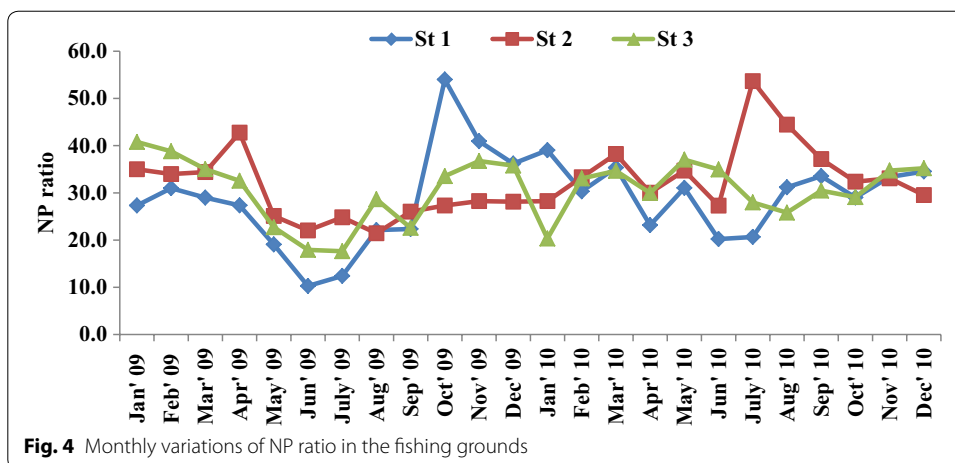 St 1 St 2 St 3
60.0
50.0
40.0
30.0
20.0
10.0
0.0
NP ratio
Jan' 09
Feb' 09
Mar' 09
Apr' 09
May' 09
Jun' 09
July' 09
Aug' 09
Sep' 09
Oct' 09
Nov' 09
Dec' 09
Jan' 10
Feb' 10
Mar' 10
Apr' 10
May' 10
Jun' 10
July' 10
Aug' 10
Sep' 10
Oct' 10
Nov' 10
Dec' 10
Fig. 4 Monthly variations of NP ratio in the fishing grounds